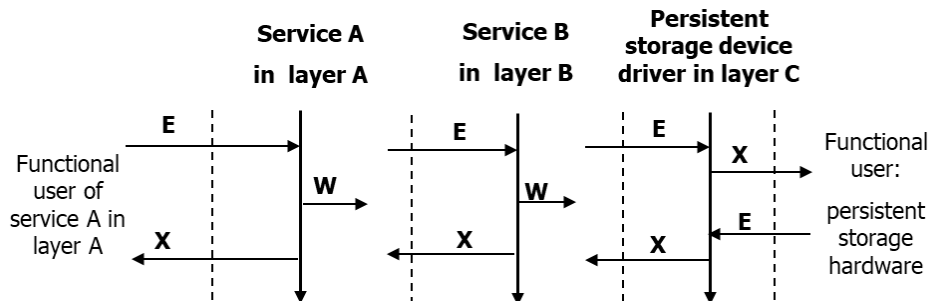 Service A
in layer A
Service B
in layer B
Persistent
storage device
driver in layer C
E
E
E
X
W
W
E
X
X
X
Functional
user of
service A in
layer A
Functional
user:
persistent
storage
hardware